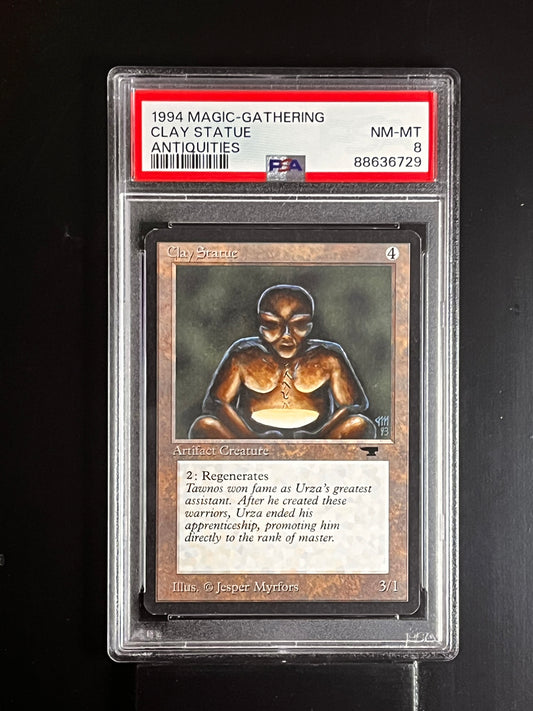 1994 MAGIC-GATHERING
CLAY STATUE NM-MT
ANTIQUITIES 8
PSA 88636729
Clay Statue 4
JM
93
Artifact Creature
2: Regenerates
Tawnos won fame as Urza's greatest
assistant. After he created these
warriors, Urza ended his
apprenticeship, promoting him
directly to the rank of master.
Illus. © Jesper Myrfors 3/1